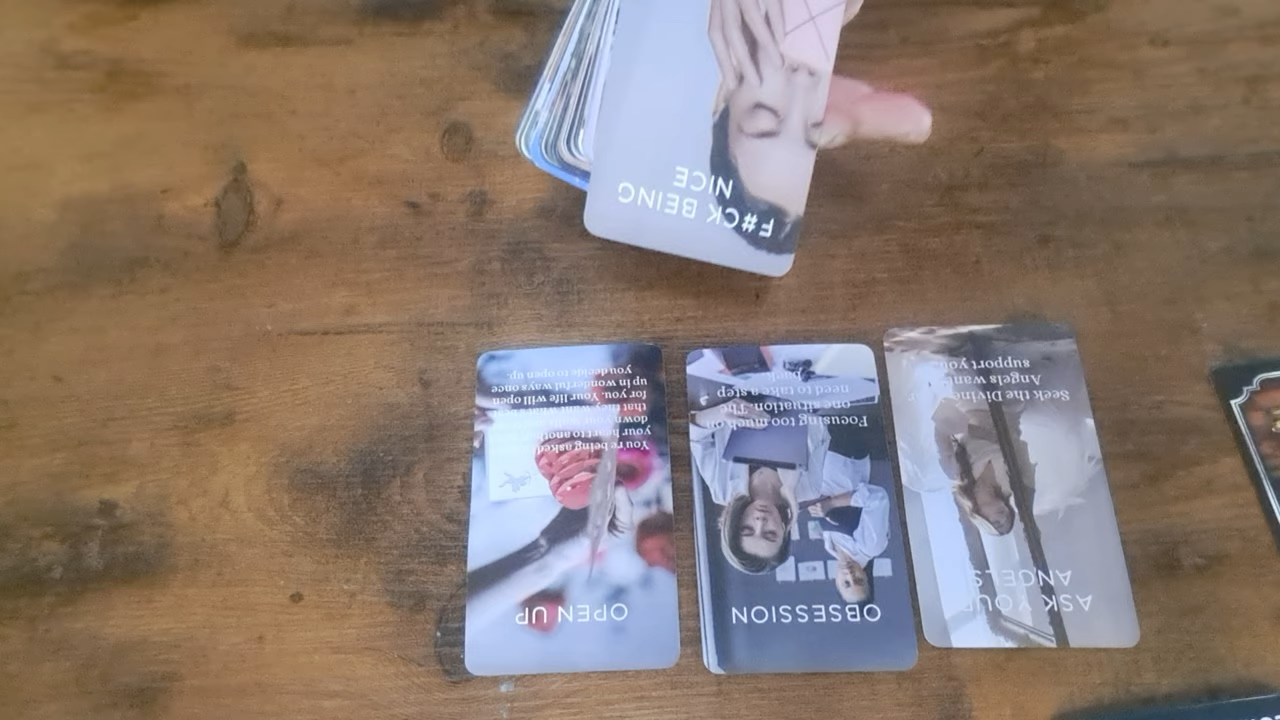 F#CK BEING
NICE
OPEN UP
You're being asked
your heart to
down
that they want what's
for you. Your life will open
up in wonderful ways once
you decide to open up.
OBSESSION
Focusing too much on
one situation. The
need to take a step
back
ASK YOUR
ANGELS
Seek the Divine
Angels want
support you